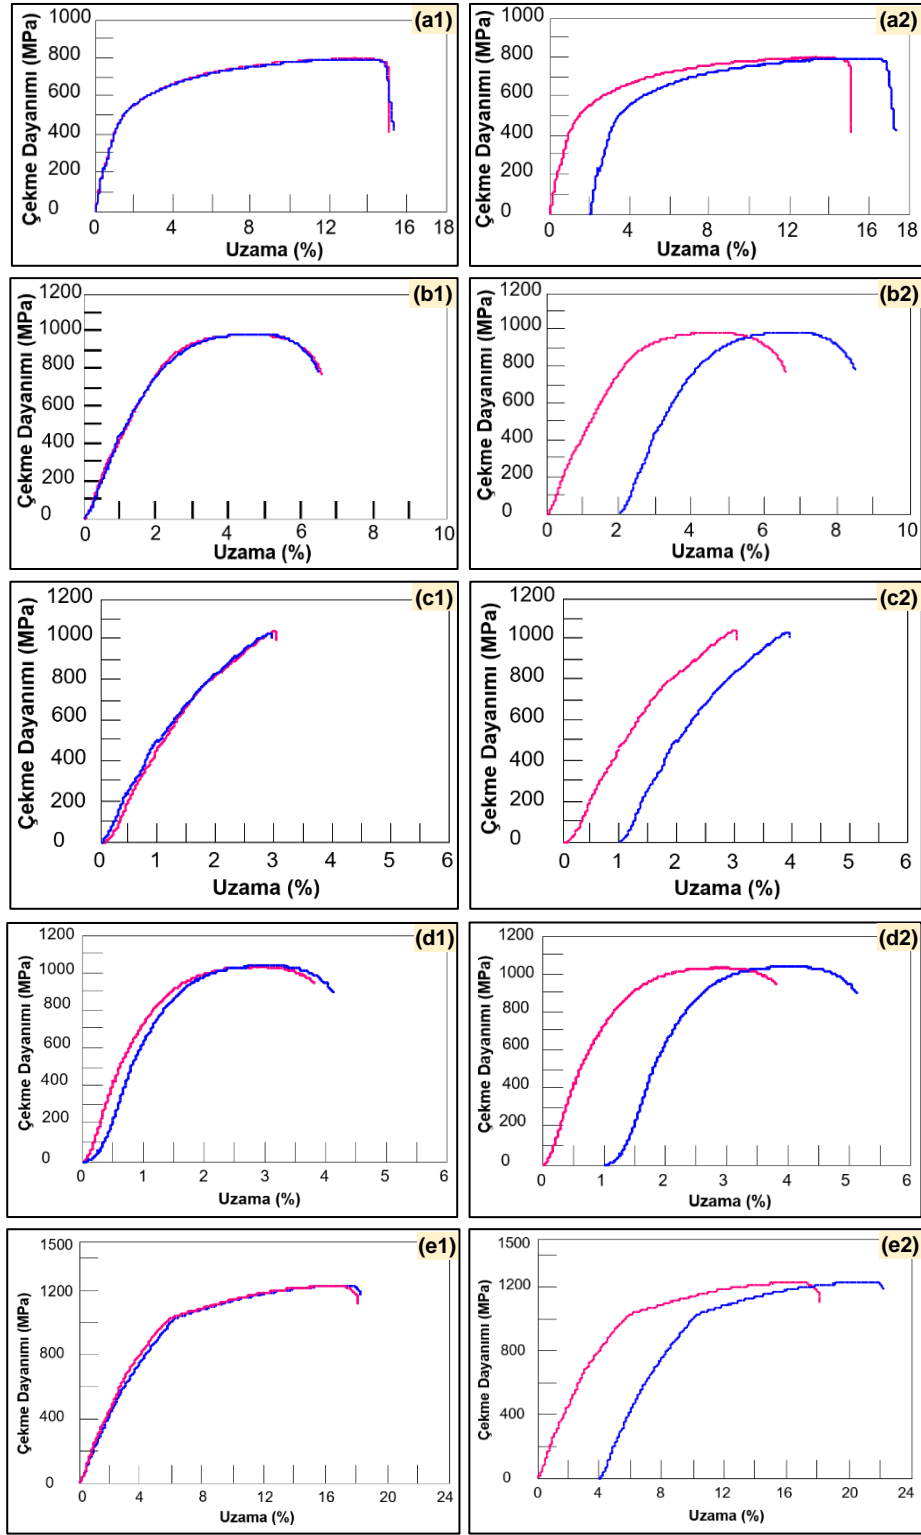 (a1)
Çekme Dayanımı (MPa)
1000
800
600
400
200
0
0 4 8 12 16 18
Uzama (%)
(a2)
Çekme Dayanımı (MPa)
1000
800
600
400
200
0
0 4 8 12 16 18
Uzama (%)
(b1)
Çekme Dayanımı (MPa)
1200
1000
800
600
400
200
0
0 2 4 6 8 10
Uzama (%)
(b2)
Çekme Dayanımı (MPa)
1200
1000
800
600
400
200
0
0 2 4 6 8 10
Uzama (%)
(c1)
Çekme Dayanımı (MPa)
1200
1000
800
600
400
200
0
0 1 2 3 4 5 6
Uzama (%)
(c2)
Çekme Dayanımı (MPa)
1200
1000
800
600
400
200
0
0 1 2 3 4 5 6
Uzama (%)
(d1)
Çekme Dayanımı (MPa)
1200
1000
800
600
400
200
0
0 1 2 3 4 5 6
Uzama (%)
(d2)
Çekme Dayanımı (MPa)
1200
1000
800
600
400
200
0
0 1 2 3 4 5 6
Uzama (%)
(e1)
Çekme Dayanımı (MPa)
1500
1200
800
400
0
0 4 8 12 16 20 24
Uzama (%)
(e2)
Çekme Dayanımı (MPa)
1500
1200
800
400
0
0 4 8 12 16 20 24
Uzama (%)